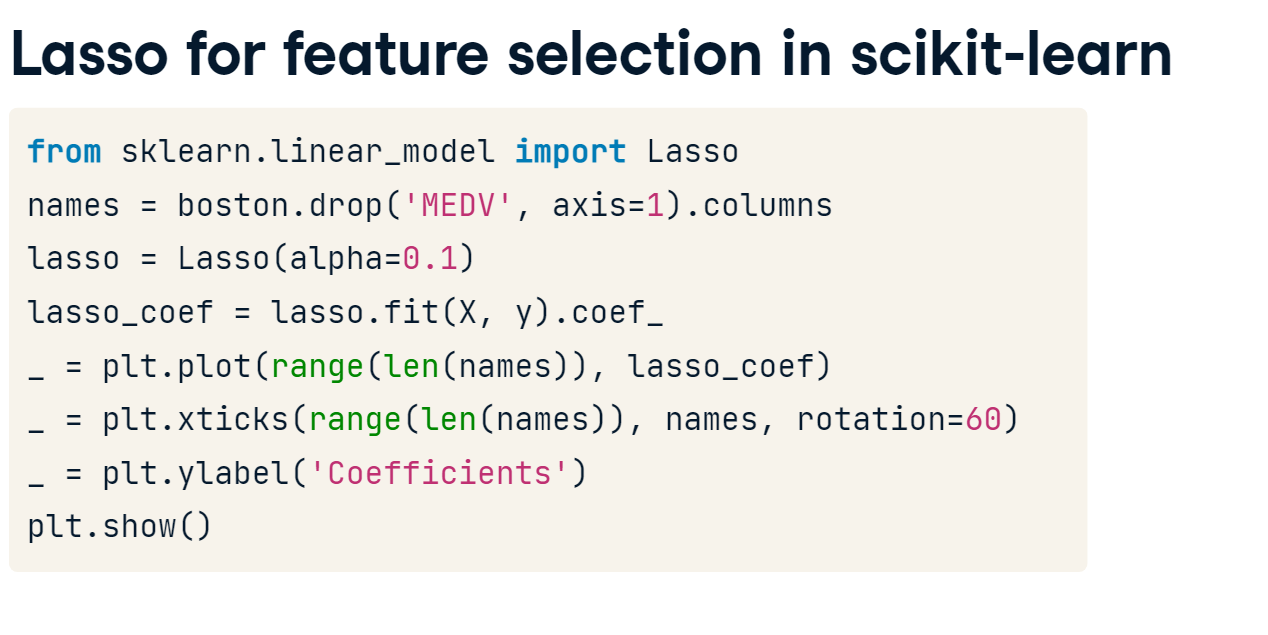 Lasso for feature selection in scikit-learn
from sklearn.linear_model import Lasso
names = boston.drop('MEDV', axis=1).columns
lasso = Lasso(alpha=0.1)
lasso_coef = lasso.fit(X, y).coef_
_ = plt.plot(range(len(names)), lasso_coef)
_ = plt.xticks(range(len(names)), names, rotation=60)
_ = plt.ylabel('Coefficients')
plt.show()